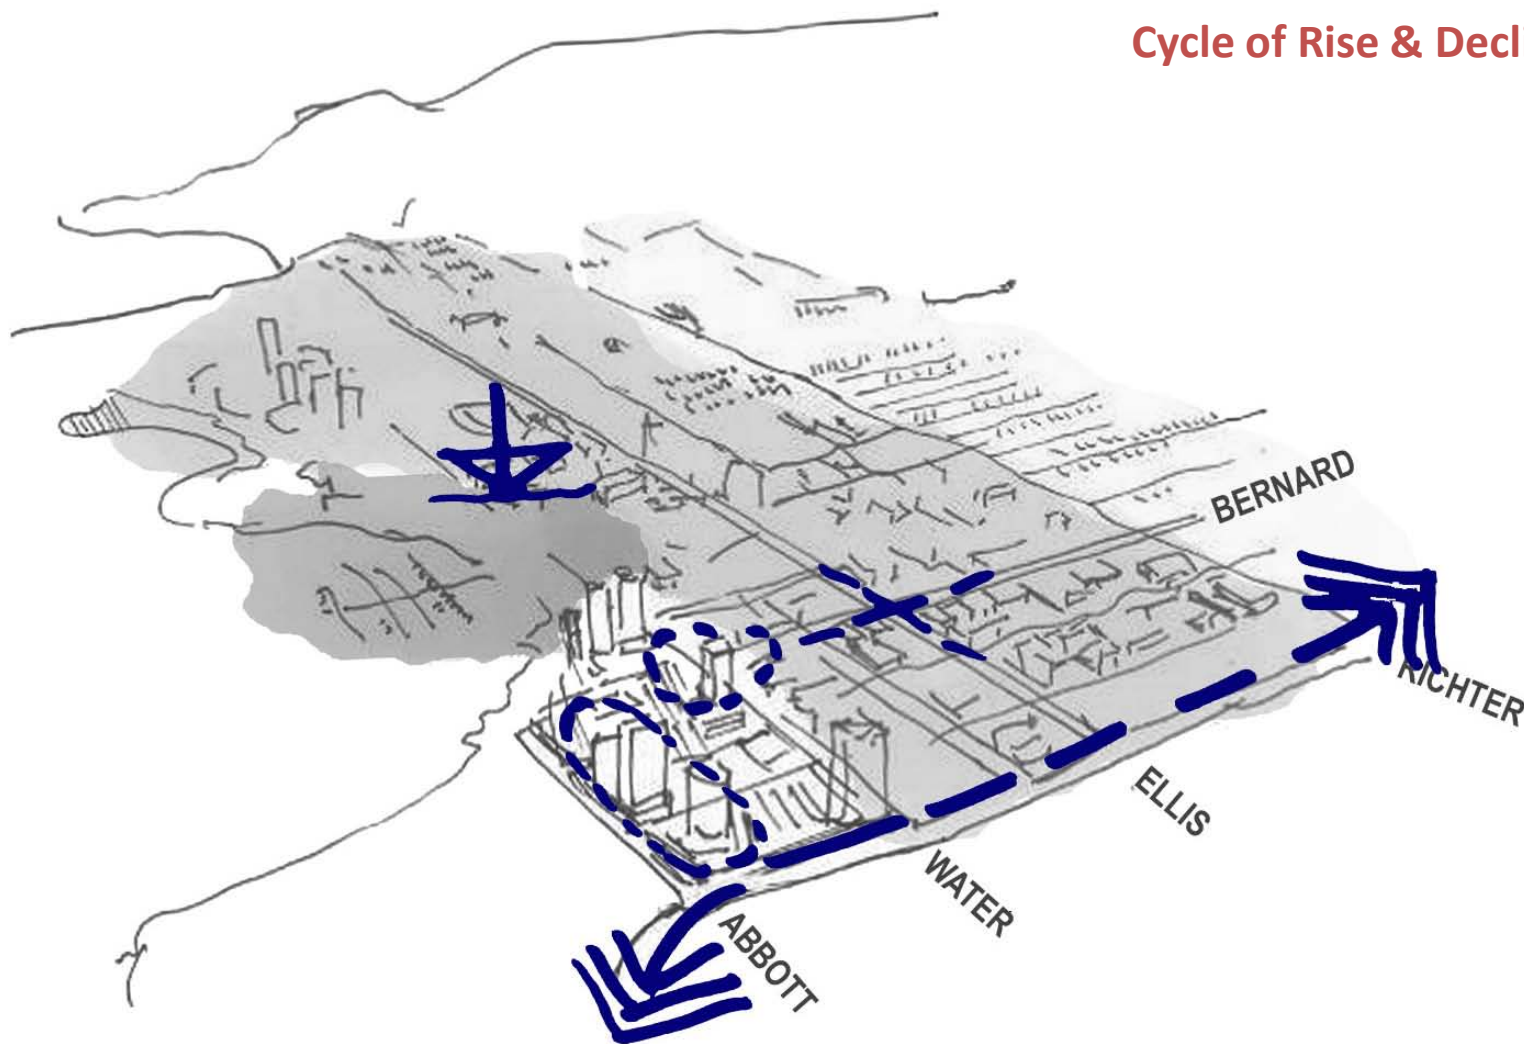 Cycle of Rise & Decl
BERNARD
RICHTER
ELLIS
WATER
ABBOTT